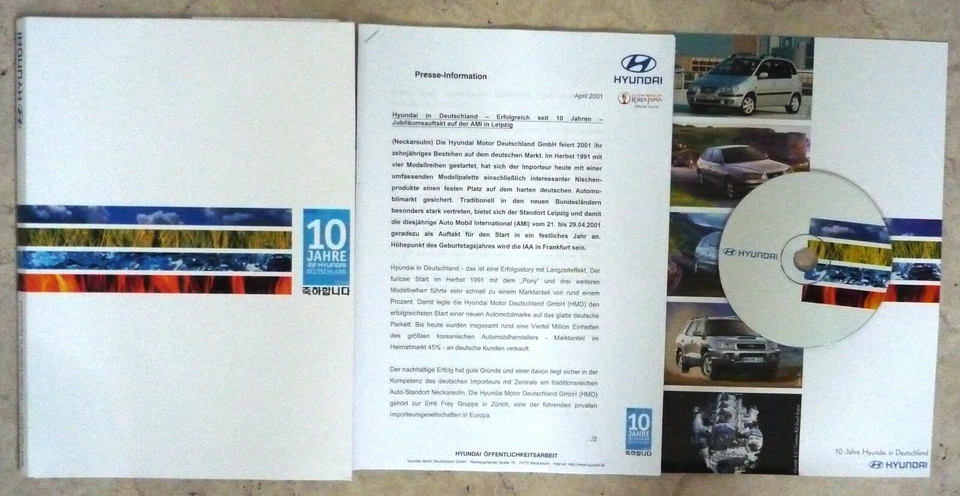 HYUNDAI
10
JAHRE
HYUNDAI
DEUTSCHLAND
축하합니다
HYUNDAI
KOREA JAPAN
Presse-Information
April 2001
Hyundai in Deutschland – Erfolgreich seit 10 Jahren –
Jubiläumsauftakt auf der AMI in Leipzig
(Neckarsulm) Die Hyundai Motor Deutschland GmbH feiert 2001 ihr
zehnjähriges Bestehen auf dem deutschen Markt. Im Herbst 1991 mit
vier Modellreihen gestartet, hat sich der Importeur heute mit einer
umfassenden Modellpalette einschließlich interessanter Nischen-
produkte einen festen Platz auf dem harten deutschen Automo-
bilmarkt gesichert. Traditionell in den neuen Bundesländern
besonders stark vertreten, bietet sich der Standort Leipzig und damit
die diesjährige Auto Mobil International (AMI) vom 21. bis 29.04.2001
geradezu als Auftakt für den Start in ein festliches Jahr an.
Höhepunkt des Geburtstagsjahres wird die IAA in Frankfurt sein.
Hyundai in Deutschland - das ist eine Erfolgsstory mit Langzeiteffekt. Der
furiose Start im Herbst 1991 mit dem „Pony" und drei weiteren
Modellreihen führte sehr schnell zu einem Marktanteil von rund einem
Prozent. Damit legte die Hyundai Motor Deutschland GmbH (HMD) den
erfolgreichsten Start einer neuen Automobilmarke auf das glatte deutsche
Parkett. Bis heute wurden insgesamt rund eine Viertel Million Einheiten
des größten koreanischen Automobilherstellers - Marktanteil im
Heimatmarkt 45% - an deutsche Kunden verkauft.
Der nachhaltige Erfolg hat gute Gründe und einer davon liegt sicher in der
Kompetenz des deutschen Importeurs mit Zentrale am traditionsreichen
Auto-Standort Neckarsulm. Die Hyundai Motor Deutschland GmbH (HMD)
gehört zur Emil Frey Gruppe in Zürich, eine der führenden privaten
Importeursgesellschaften in Europa.
../2
10
JAHRE
축하합니다
HYUNDAI ÖFFENTLICHKEITSARBEIT
HYUNDAI
10 Jahre Hyundai in Deutschland
HYUNDAI